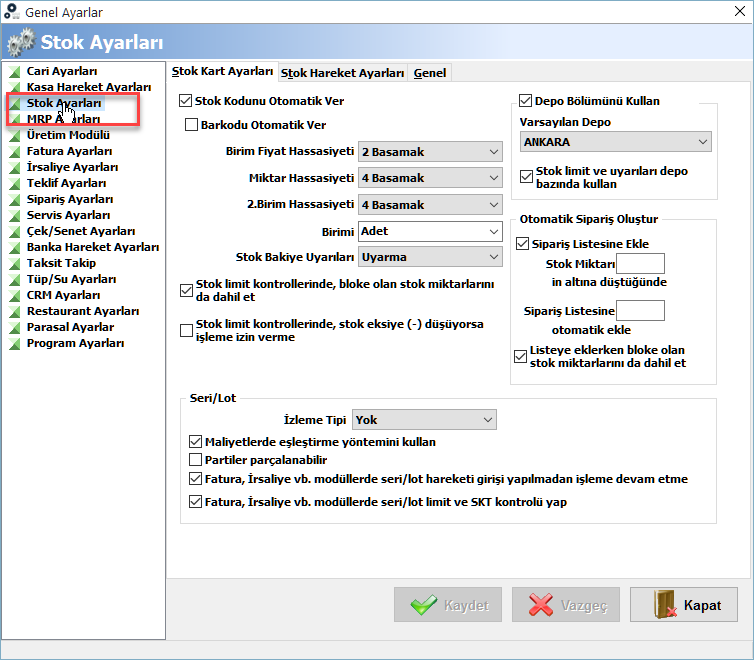 Genel Ayarlar
Stok Ayarları
Cari Ayarları
Kasa Hareket Ayarları
Stok Ayarları
MRP Ayarları
Üretim Modülü
Fatura Ayarları
İrsaliye Ayarları
Teklif Ayarları
Sipariş Ayarları
Servis Ayarları
Çek/Senet Ayarları
Banka Hareket Ayarları
Taksit Takip
Tüp/Su Ayarları
CRM Ayarları
Restaurant Ayarları
Parasal Ayarlar
Program Ayarları
Stok Kart Ayarları
Stok Hareket Ayarları
Genel
Stok Kodunu Otomatik Ver
Barkodu Otomatik Ver
Birim Fiyat Hassasiyeti 2 Basamak
Miktar Hassasiyeti 4 Basamak
2.Birim Hassasiyeti 4 Basamak
Birimi Adet
Stok Bakiye Uyarıları Uyarma
Stok limit kontrollerinde, bloke olan stok miktarlarını
da dahil et
Stok limit kontrollerinde, stok eksiye (-) düşüyorsa
işleme izin verme
Depo Bölümünü Kullan
Varsayılan Depo
ANKARA
Stok limit ve uyarıları depo
bazında kullan
Otomatik Sipariş Oluştur
Sipariş Listesine Ekle
Stok Miktarı
in altına düştüğünde
Sipariş Listesine
otomatik ekle
Listeye eklerken bloke olan
stok miktarlarını da dahil et
Seri/Lot
İzleme Tipi Yok
Maliyetlerde eşleştirme yöntemini kullan
Partiler parçalanabilir
Fatura, İrsaliye vb. modüllerde seri/lot hareketi girişi yapılmadan işleme devam etme
Fatura, İrsaliye vb. modüllerde seri/lot limit ve SKT kontrolü yap
Kaydet
Vazgeç
Kapat